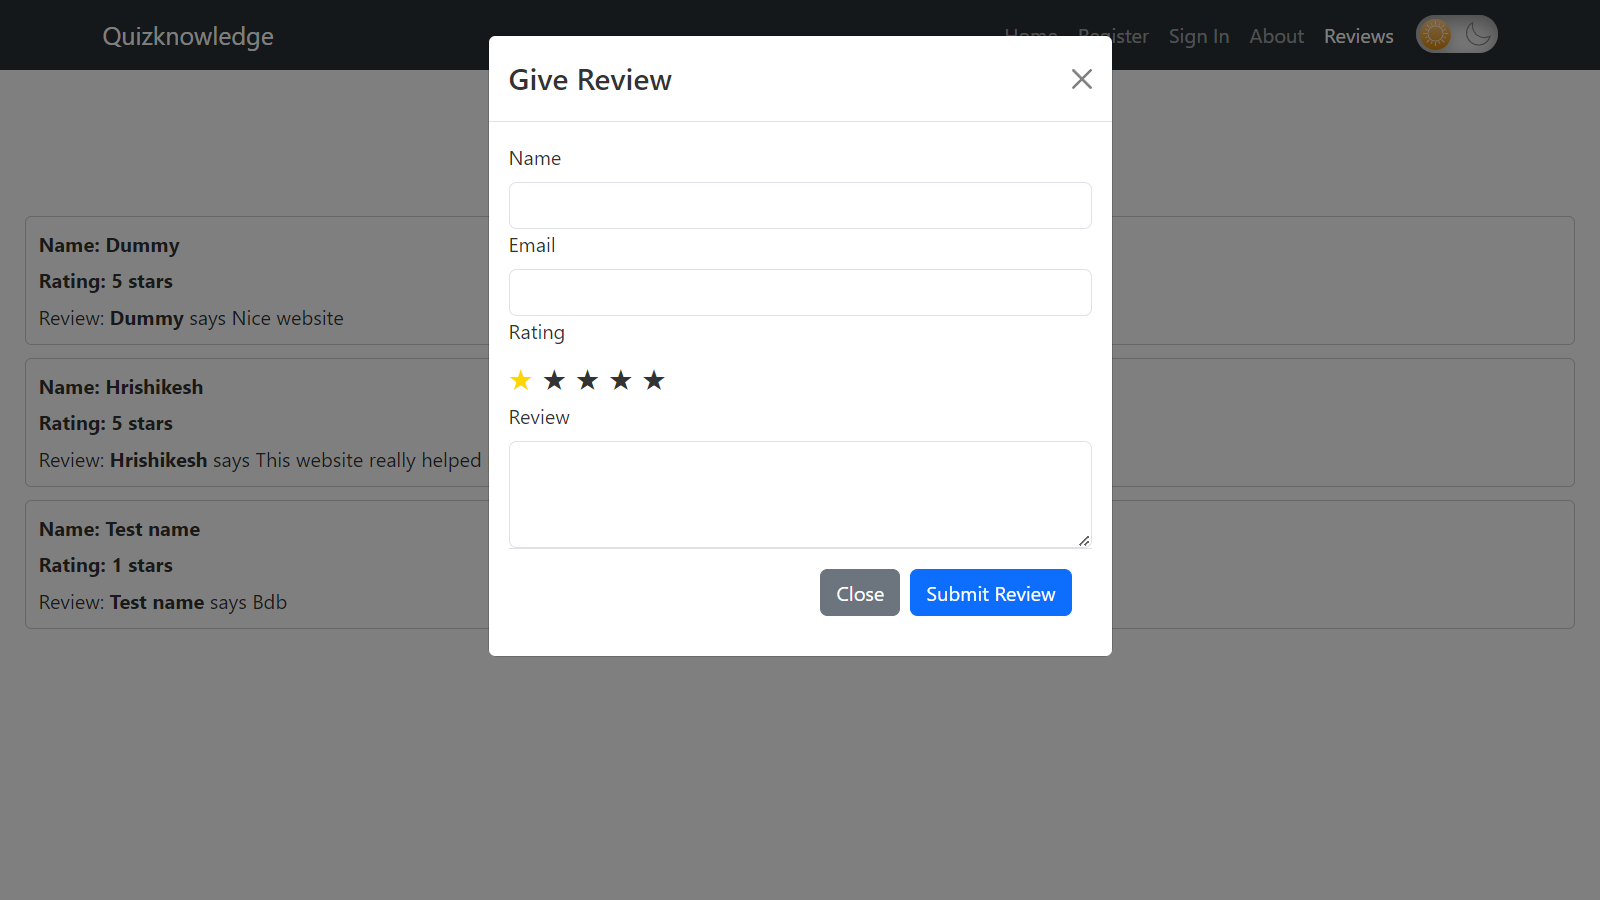 Quizknowledge
Home Register Sign In About Reviews
Give Review
Name
Email
Rating
Review
Close Submit Review
Name: Dummy
Rating: 5 stars
Review: Dummy says Nice website
Name: Hrishikesh
Rating: 5 stars
Review: Hrishikesh says This website really helped
Name: Test name
Rating: 1 stars
Review: Test name says Bdb